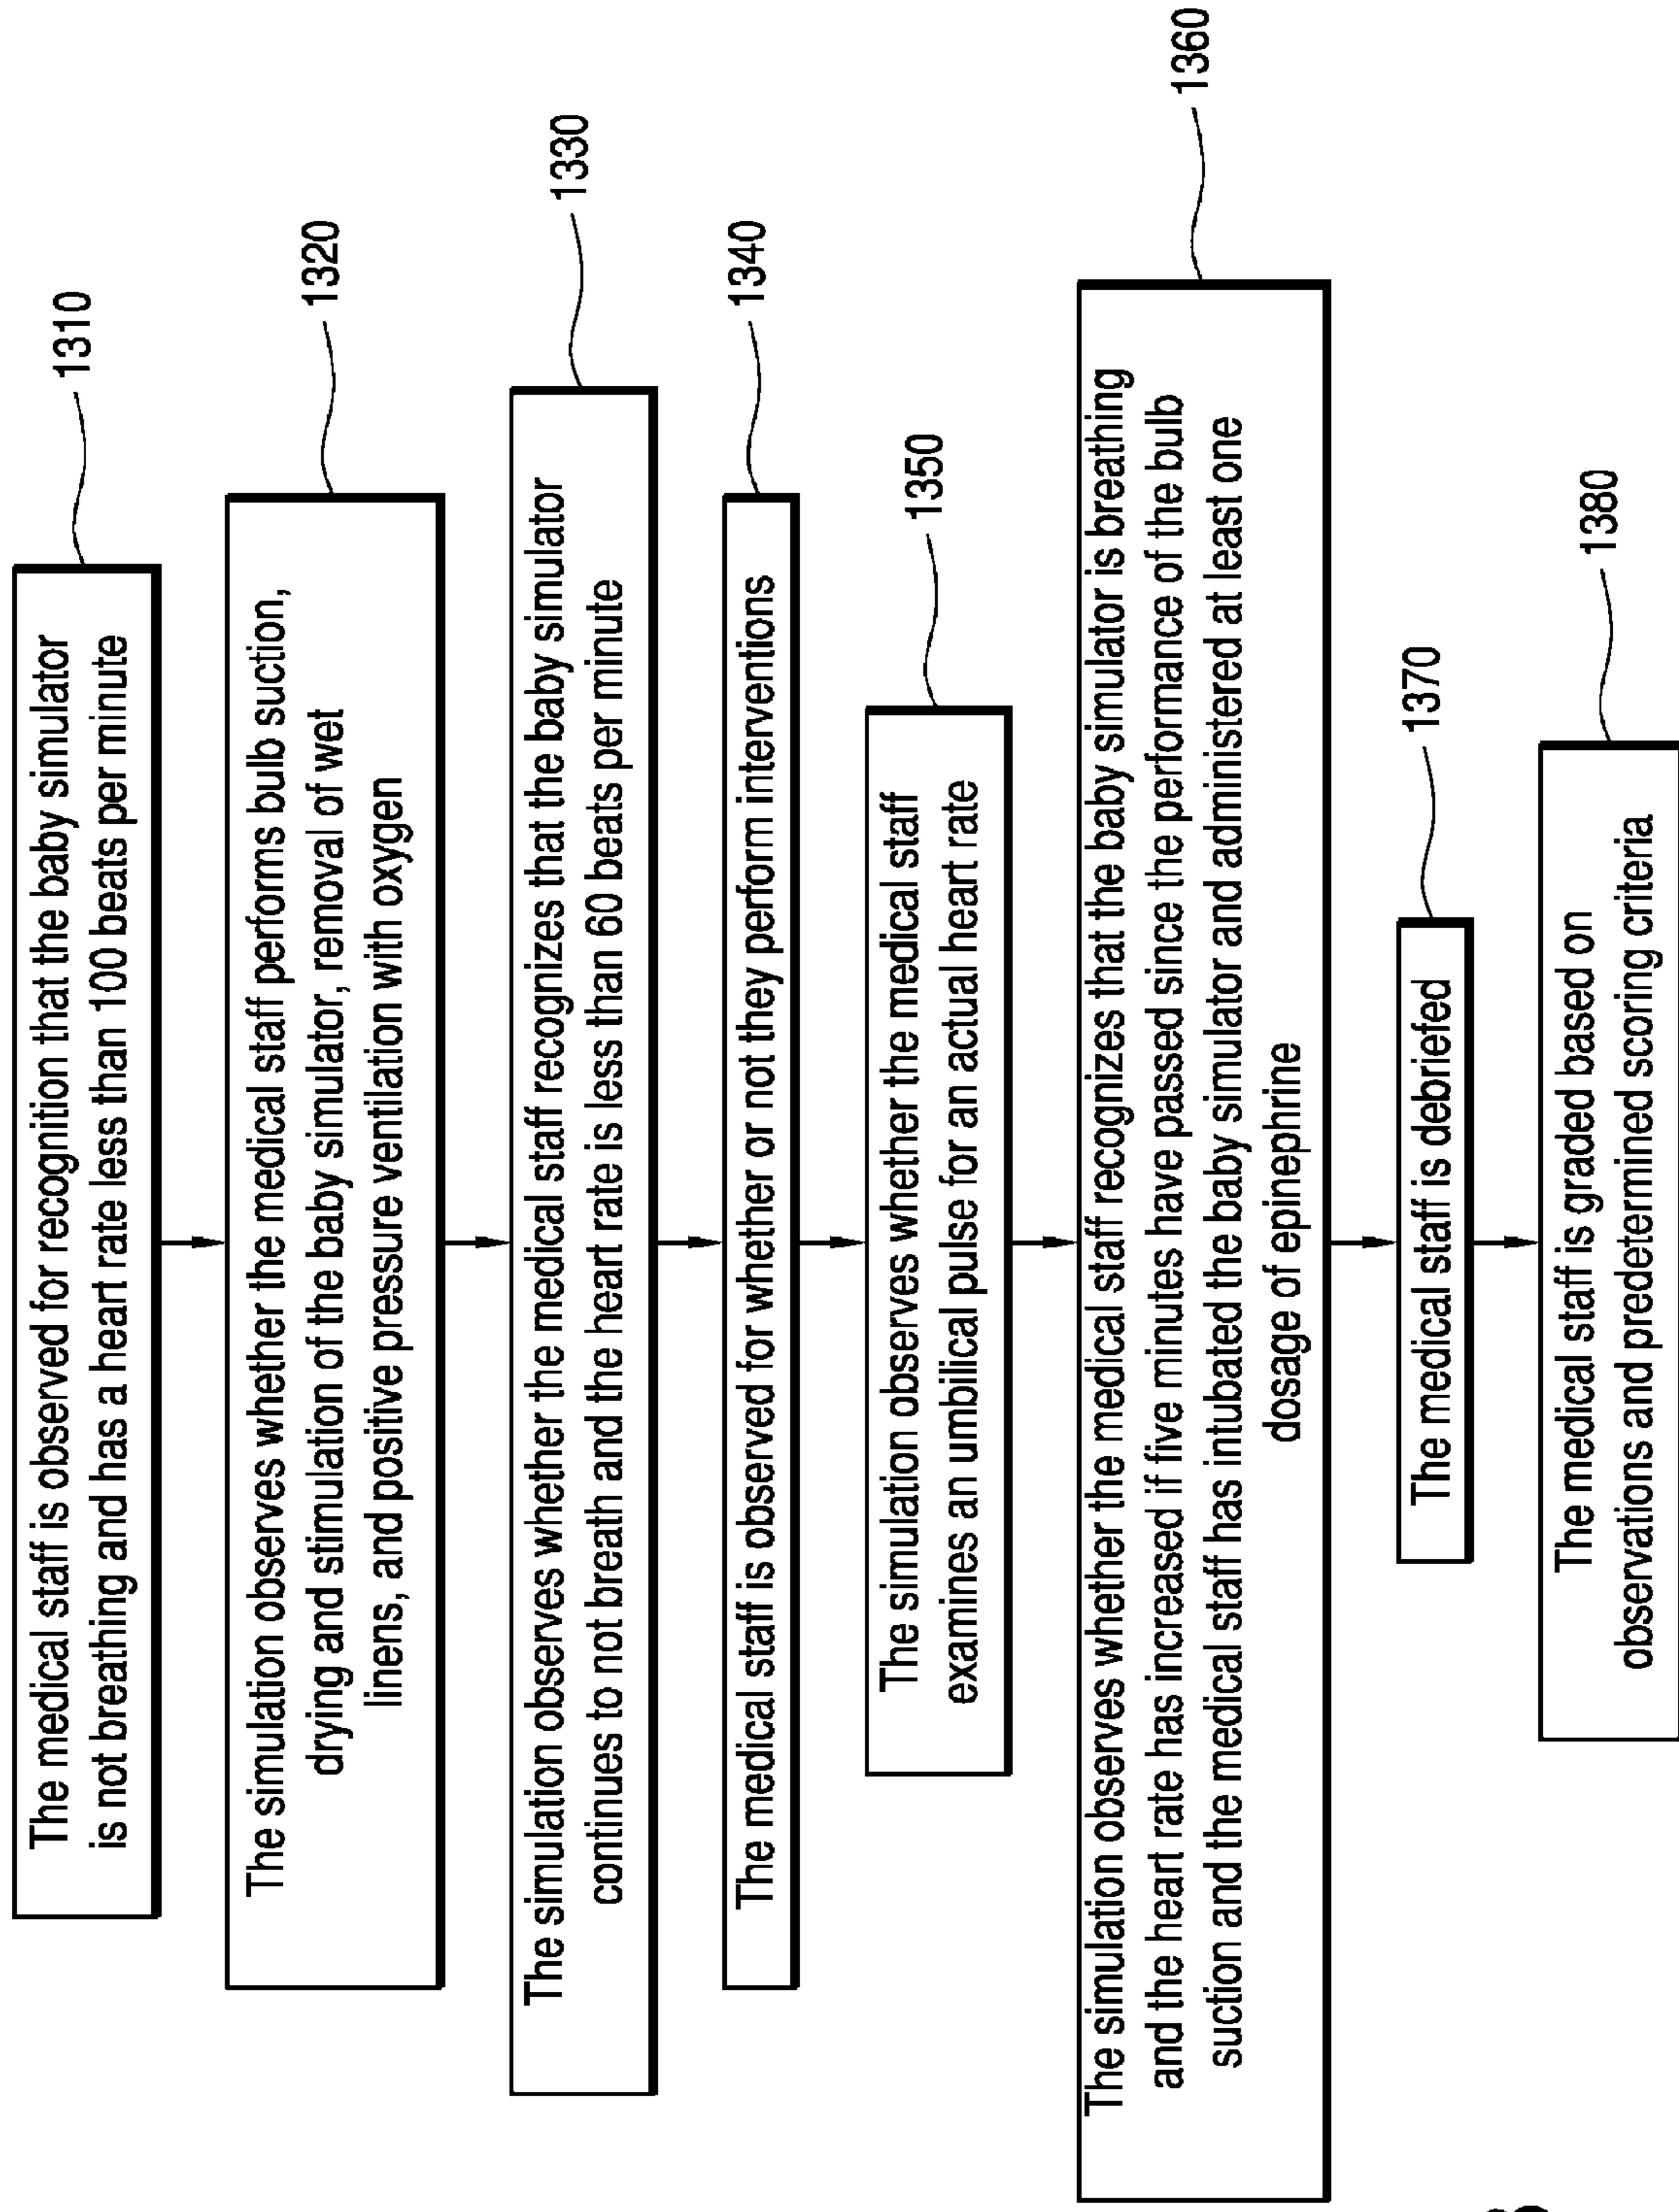 The medical staff is observed for recognition that the baby simulator
is not breathing and has a heart rate less than 100 beats per minute
1310
The simulation observes whether the medical staff performs bulb suction,
drying and stimulation of the baby simulator, removal of wet
linens, and positive pressure ventilation with oxygen
1320
The simulation observes whether the medical staff recognizes that the baby simulator
continues to not breath and the heart rate is less than 60 beats per minute
1330
The medical staff is observed for whether or not they perform interventions
1340
The simulation observes whether the medical staff
examines an umbilical pulse for an actual heart rate
1350
The simulation observes whether the medical staff recognizes that the baby simulator is breathing
and the heart rate has increased if five minutes have passed since the performance of the bulb
suction and the medical staff has intubated the baby simulator and administered at least one
dosage of epinephrine
1360
The medical staff is debriefed
1370
The medical staff is graded based on
observations and predetermined scoring criteria
1380